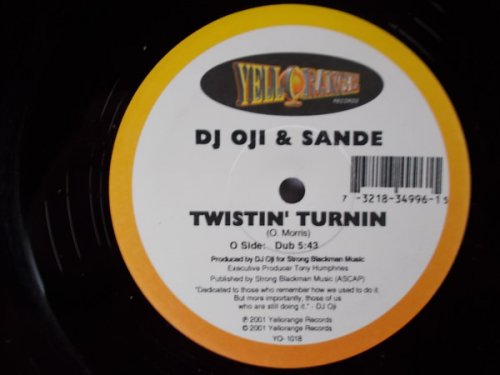 YELLORANGE
RECORDS
DJ OJI & SANDE
7 -3218-34996-1 5
TWISTIN' TURNIN
(O. Morris)
O Side: Dub 5:43
Produced by DJ Oji for Strong Blackman Music
Executive Producer Tony Humphries
Published by Strong Blackman Music (ASCAP)
"Dedicated to those who remember how we used to do it.
But more importantly, those of us
who are still doing it." - DJ Oji
℗ 2001 Yellorange Records
© 2001 Yellorange Records
YO- 1018